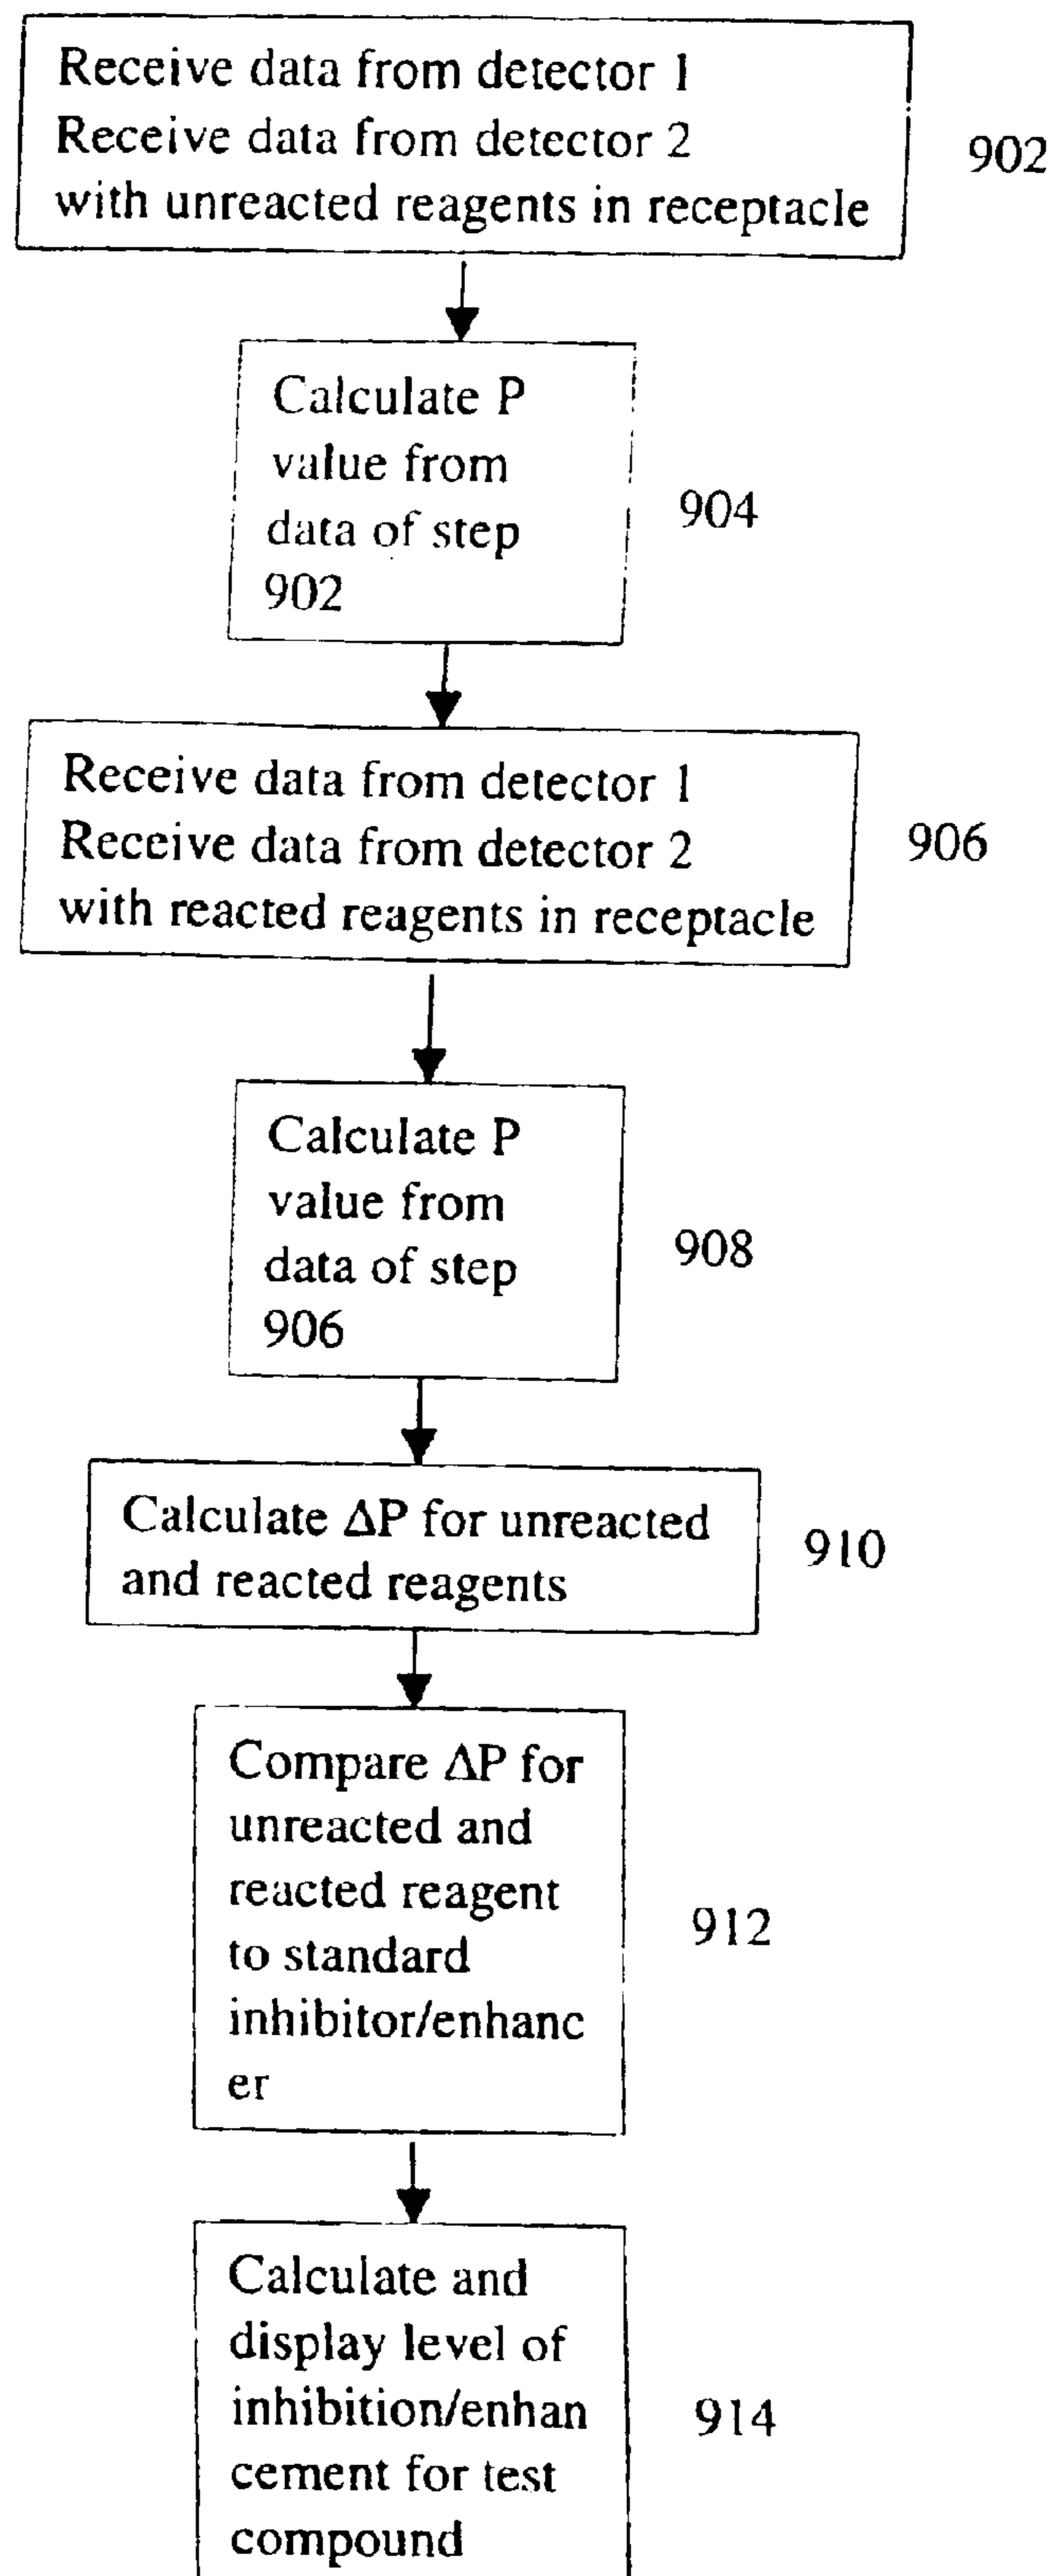 Receive data from detector 1
Receive data from detector 2
with unreacted reagents in receptacle
902
Calculate P
value from
data of step
902
904
Receive data from detector 1
Receive data from detector 2
with reacted reagents in receptacle
906
Calculate P
value from
data of step
906
908
Calculate ΔP for unreacted
and reacted reagents
910
Compare ΔP for
unreacted and
reacted reagent
to standard
inhibitor/enhanc
er
912
Calculate and
display level of
inhibition/enhan
cement for test
compound
914